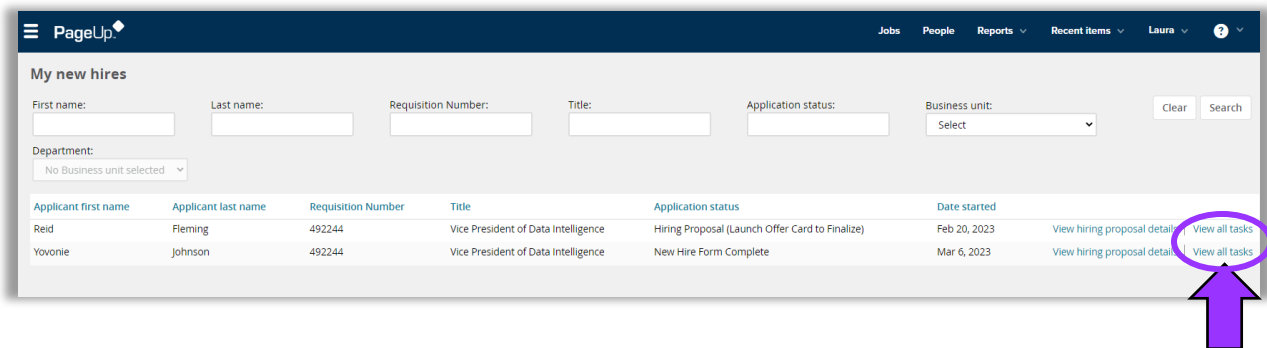 PageUp. Jobs People Reports Recent items Laura ?
My new hires
First name: Last name: Requisition Number: Title: Application status: Business unit: Clear Search
Select
Department:
No Business unit selected
Applicant first name Applicant last name Requisition Number Title Application status Date started
Reid Fleming 492244 Vice President of Data Intelligence Hiring Proposal (Launch Offer Card to Finalize) Feb 20, 2023 View hiring proposal details View all tasks
Yovonie Johnson 492244 Vice President of Data Intelligence New Hire Form Complete Mar 6, 2023 View hiring proposal details View all tasks